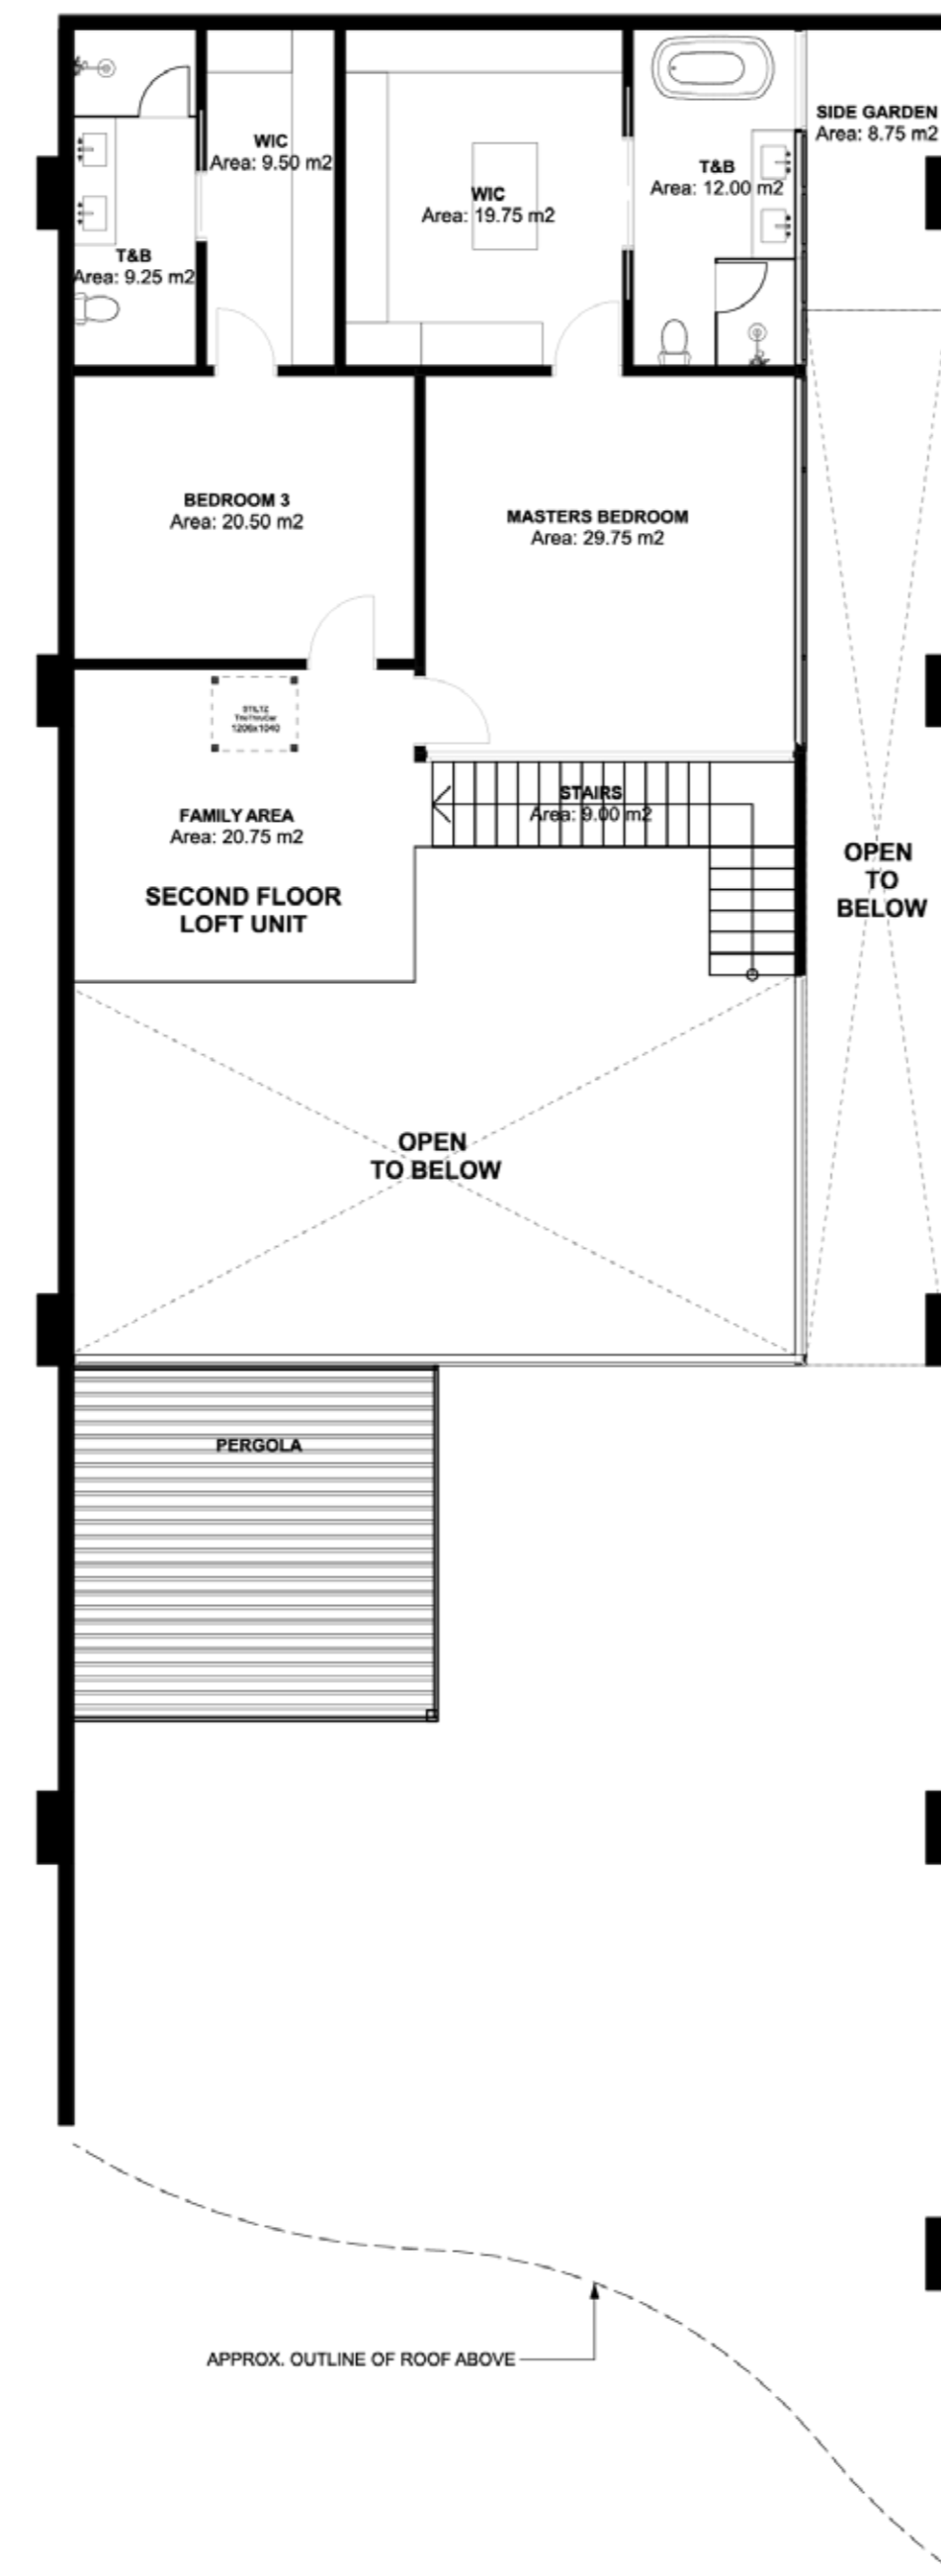 SIDE GARDEN
Area: 8.75 m2
WIC
Area: 9.50 m2
T&B
Area: 12.00 m2
WIC
Area: 19.75 m2
T&B
Area: 9.25 m2
BEDROOM 3
Area: 20.50 m2
MASTERS BEDROOM
Area: 29.75 m2
STILTZ
1206x1040
STAIRS
Area: 9.00 m2
FAMILY AREA
Area: 20.75 m2
SECOND FLOOR
LOFT UNIT
OPEN
TO
BELOW
OPEN
TO BELOW
PERGOLA
APPROX. OUTLINE OF ROOF ABOVE